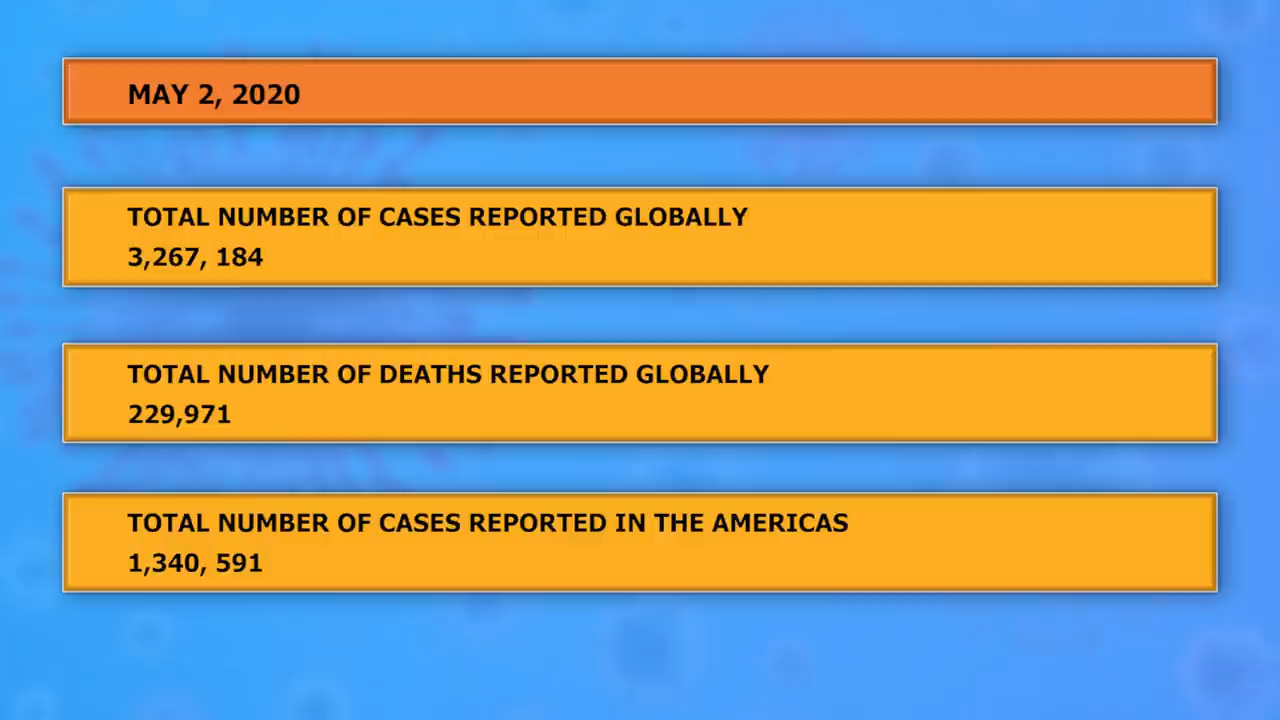 MAY 2, 2020
TOTAL NUMBER OF CASES REPORTED GLOBALLY
3,267, 184
TOTAL NUMBER OF DEATHS REPORTED GLOBALLY
229,971
TOTAL NUMBER OF CASES REPORTED IN THE AMERICAS
1,340, 591